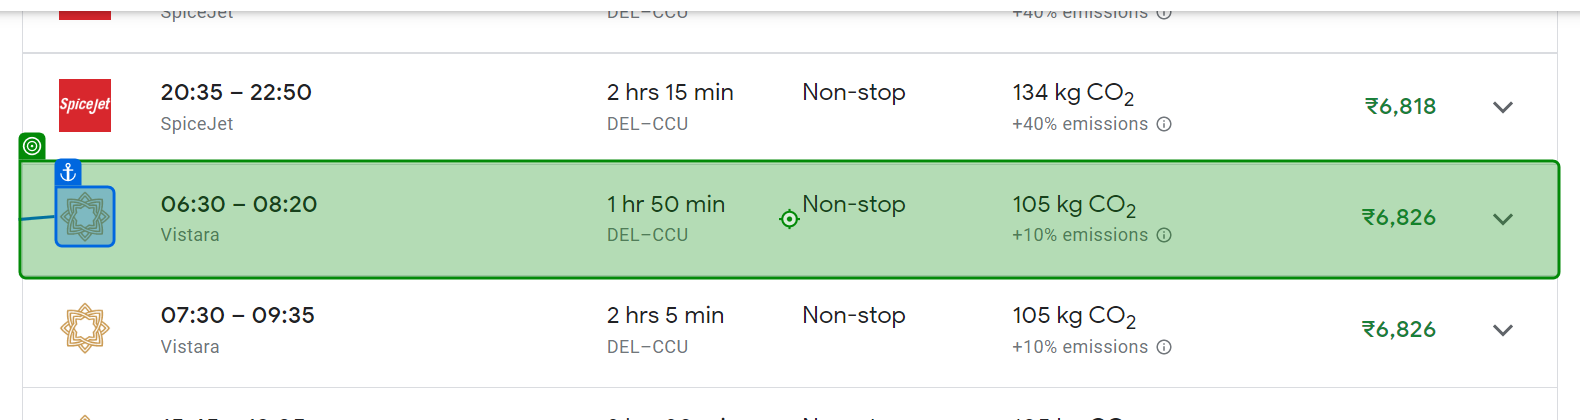 SpiceJet
DEL–CCU
+40% emissions
SpiceJet
20:35 – 22:50
2 hrs 15 min
Non-stop
134 kg CO2
₹6,818
SpiceJet
DEL–CCU
+40% emissions
06:30 – 08:20
1 hr 50 min
Non-stop
105 kg CO2
₹6,826
Vistara
DEL–CCU
+10% emissions
07:30 – 09:35
2 hrs 5 min
Non-stop
105 kg CO2
₹6,826
Vistara
DEL–CCU
+10% emissions